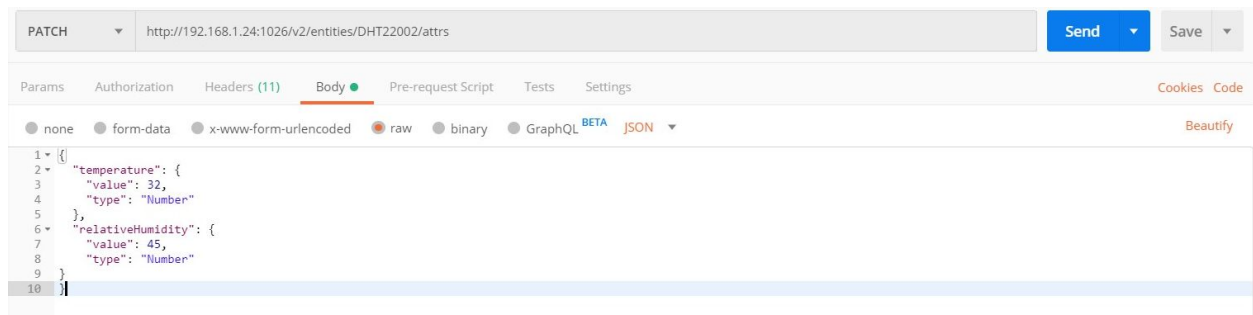 PATCH http://192.168.1.24:1026/v2/entities/DHT22002/attrs Send Save
Params Authorization Headers (11) Body Pre-request Script Tests Settings Cookies Code
none form-data x-www-form-urlencoded raw binary GraphQL BETA JSON Beautify
1 {
2 "temperature": {
3 "value": 32,
4 "type": "Number"
5 },
6 "relativeHumidity": {
7 "value": 45,
8 "type": "Number"
9 }
10 }